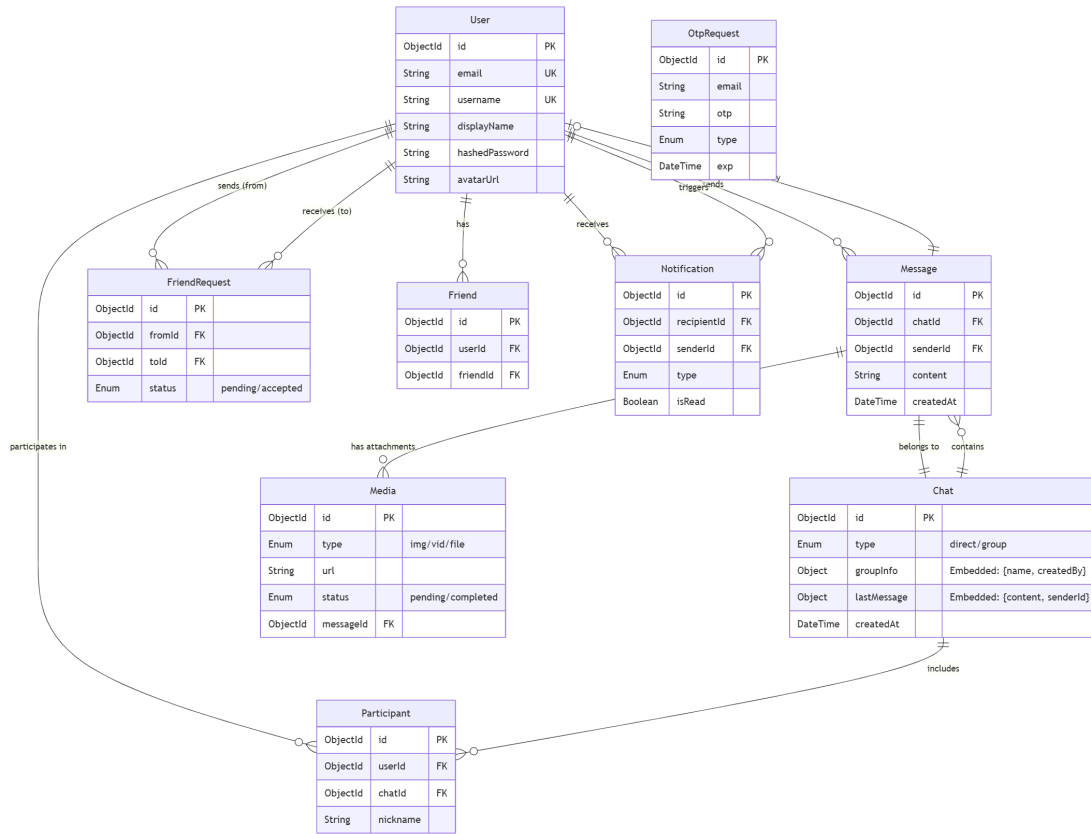 User
ObjectId id PK
String email UK
String username UK
String displayName
String hashedPassword
String avatarUrl
OtpRequest
ObjectId id PK
String email
String otp
Enum type
DateTime exp
sends (from)
receives (to)
has
receives
triggers
sends
FriendRequest
ObjectId id PK
ObjectId fromId FK
ObjectId toId FK
Enum status pending/accepted
Friend
ObjectId id PK
ObjectId userId FK
ObjectId friendId FK
Notification
ObjectId id PK
ObjectId recipientId FK
ObjectId senderId FK
Enum type
Boolean isRead
Message
ObjectId id PK
ObjectId chatId FK
ObjectId senderId FK
String content
DateTime createdAt
participates in
has attachments
belongs to
contains
Media
ObjectId id PK
Enum type img/vid/file
String url
Enum status pending/completed
ObjectId messageId FK
Chat
ObjectId id PK
Enum type direct/group
Object groupInfo Embedded: {name, createdBy}
Object lastMessage Embedded: {content, senderId}
DateTime createdAt
includes
Participant
ObjectId id PK
ObjectId userId FK
ObjectId chatId FK
String nickname